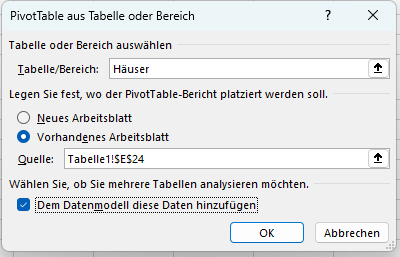 PivotTable aus Tabelle oder Bereich
Tabelle oder Bereich auswählen
Tabelle/Bereich: Häuser
Legen Sie fest, wo der PivotTable-Bericht platziert werden soll.
Neues Arbeitsblatt
Vorhandenes Arbeitsblatt
Quelle: Tabelle1!$E$24
Wählen Sie, ob Sie mehrere Tabellen analysieren möchten.
Dem Datenmodell diese Daten hinzufügen
OK Abbrechen